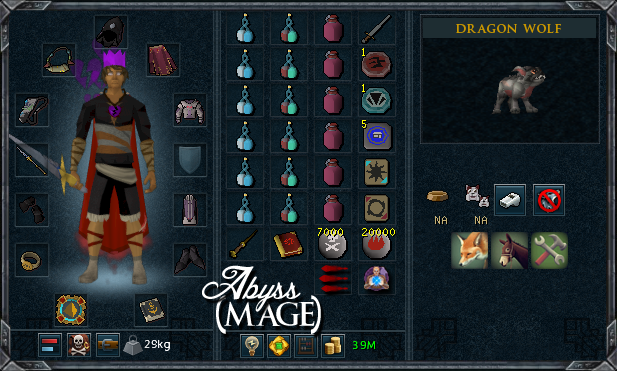 DRAGON WOLF
1
1
5
7000
20000
NA
NA
Abyss
(MAGE)
29kg
39M